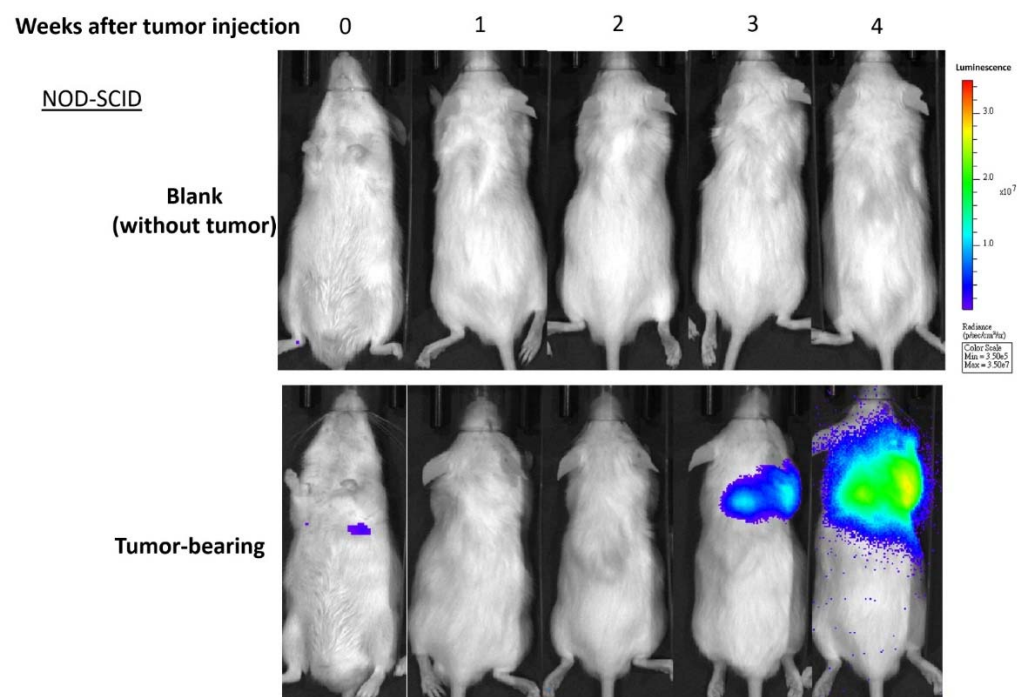 Weeks after tumor injection 0 1 2 3 4
NOD-SCID
Blank
(without tumor)
Tumor-bearing
Luminescence
3.0
2.0
x10^7
1.0
Radiance
(p/sec/cm²/sr)
Color Scale
Min = 3.50e5
Max = 3.50e7